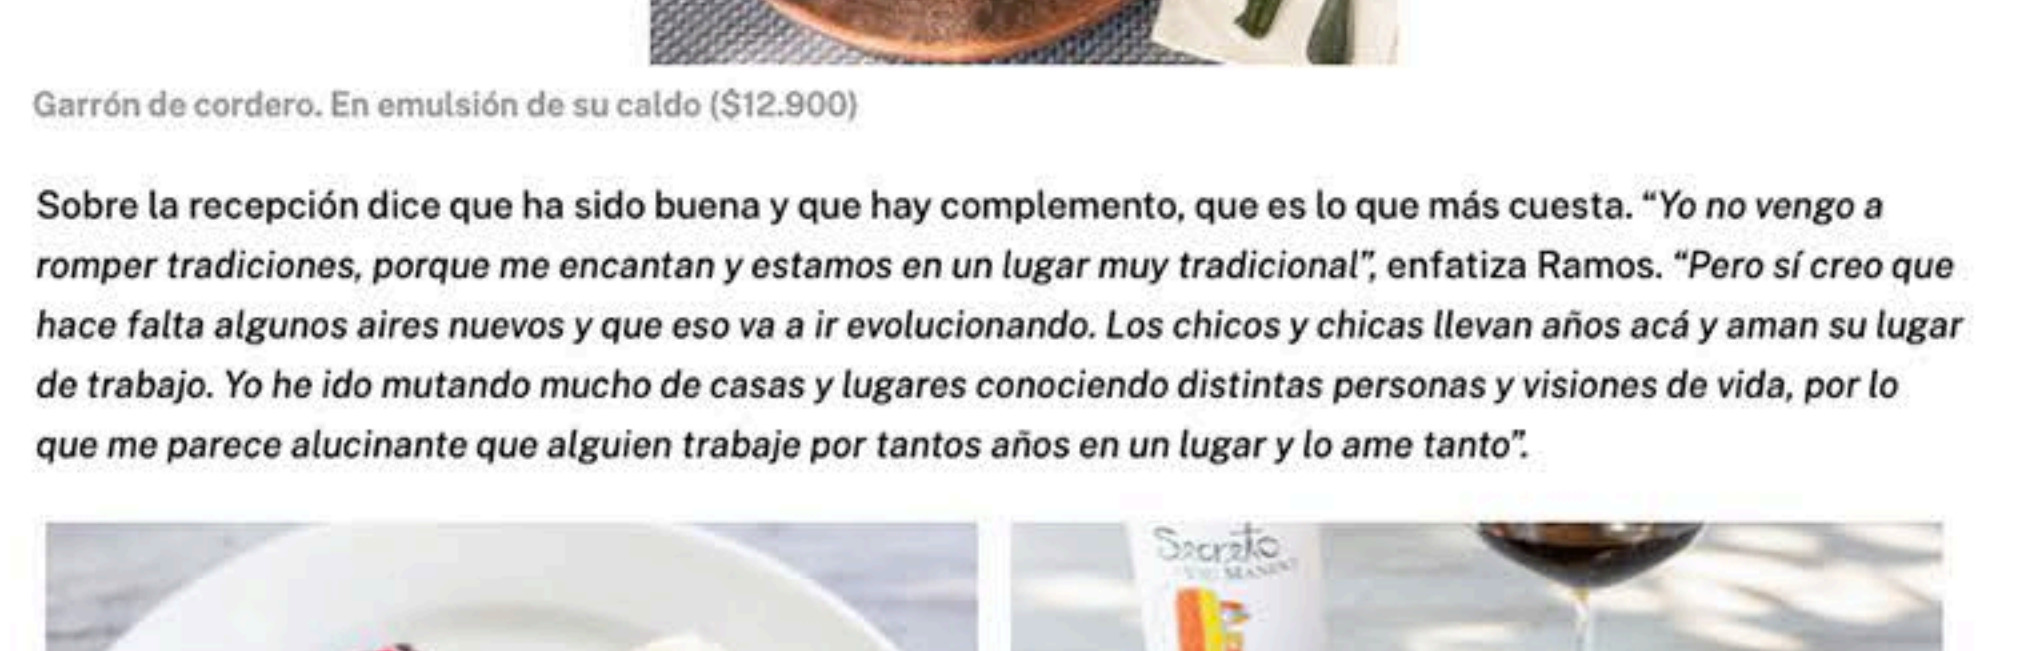 Garrón de cordero. En emulsión de su caldo ($12.900)
Sobre la recepción dice que ha sido buena y que hay complemento, que es lo que más cuesta. “Yo no vengo a
romper tradiciones, porque me encantan y estamos en un lugar muy tradicional”, enfatiza Ramos. “Pero sí creo que
hace falta algunos aires nuevos y que eso va a ir evolucionando. Los chicos y chicas llevan años acá y aman su lugar
de trabajo. Yo he ido mutando mucho de casas y lugares conociendo distintas personas y visiones de vida, por lo
que me parece alucinante que alguien trabaje por tantos años en un lugar y lo ame tanto”.
Secreto